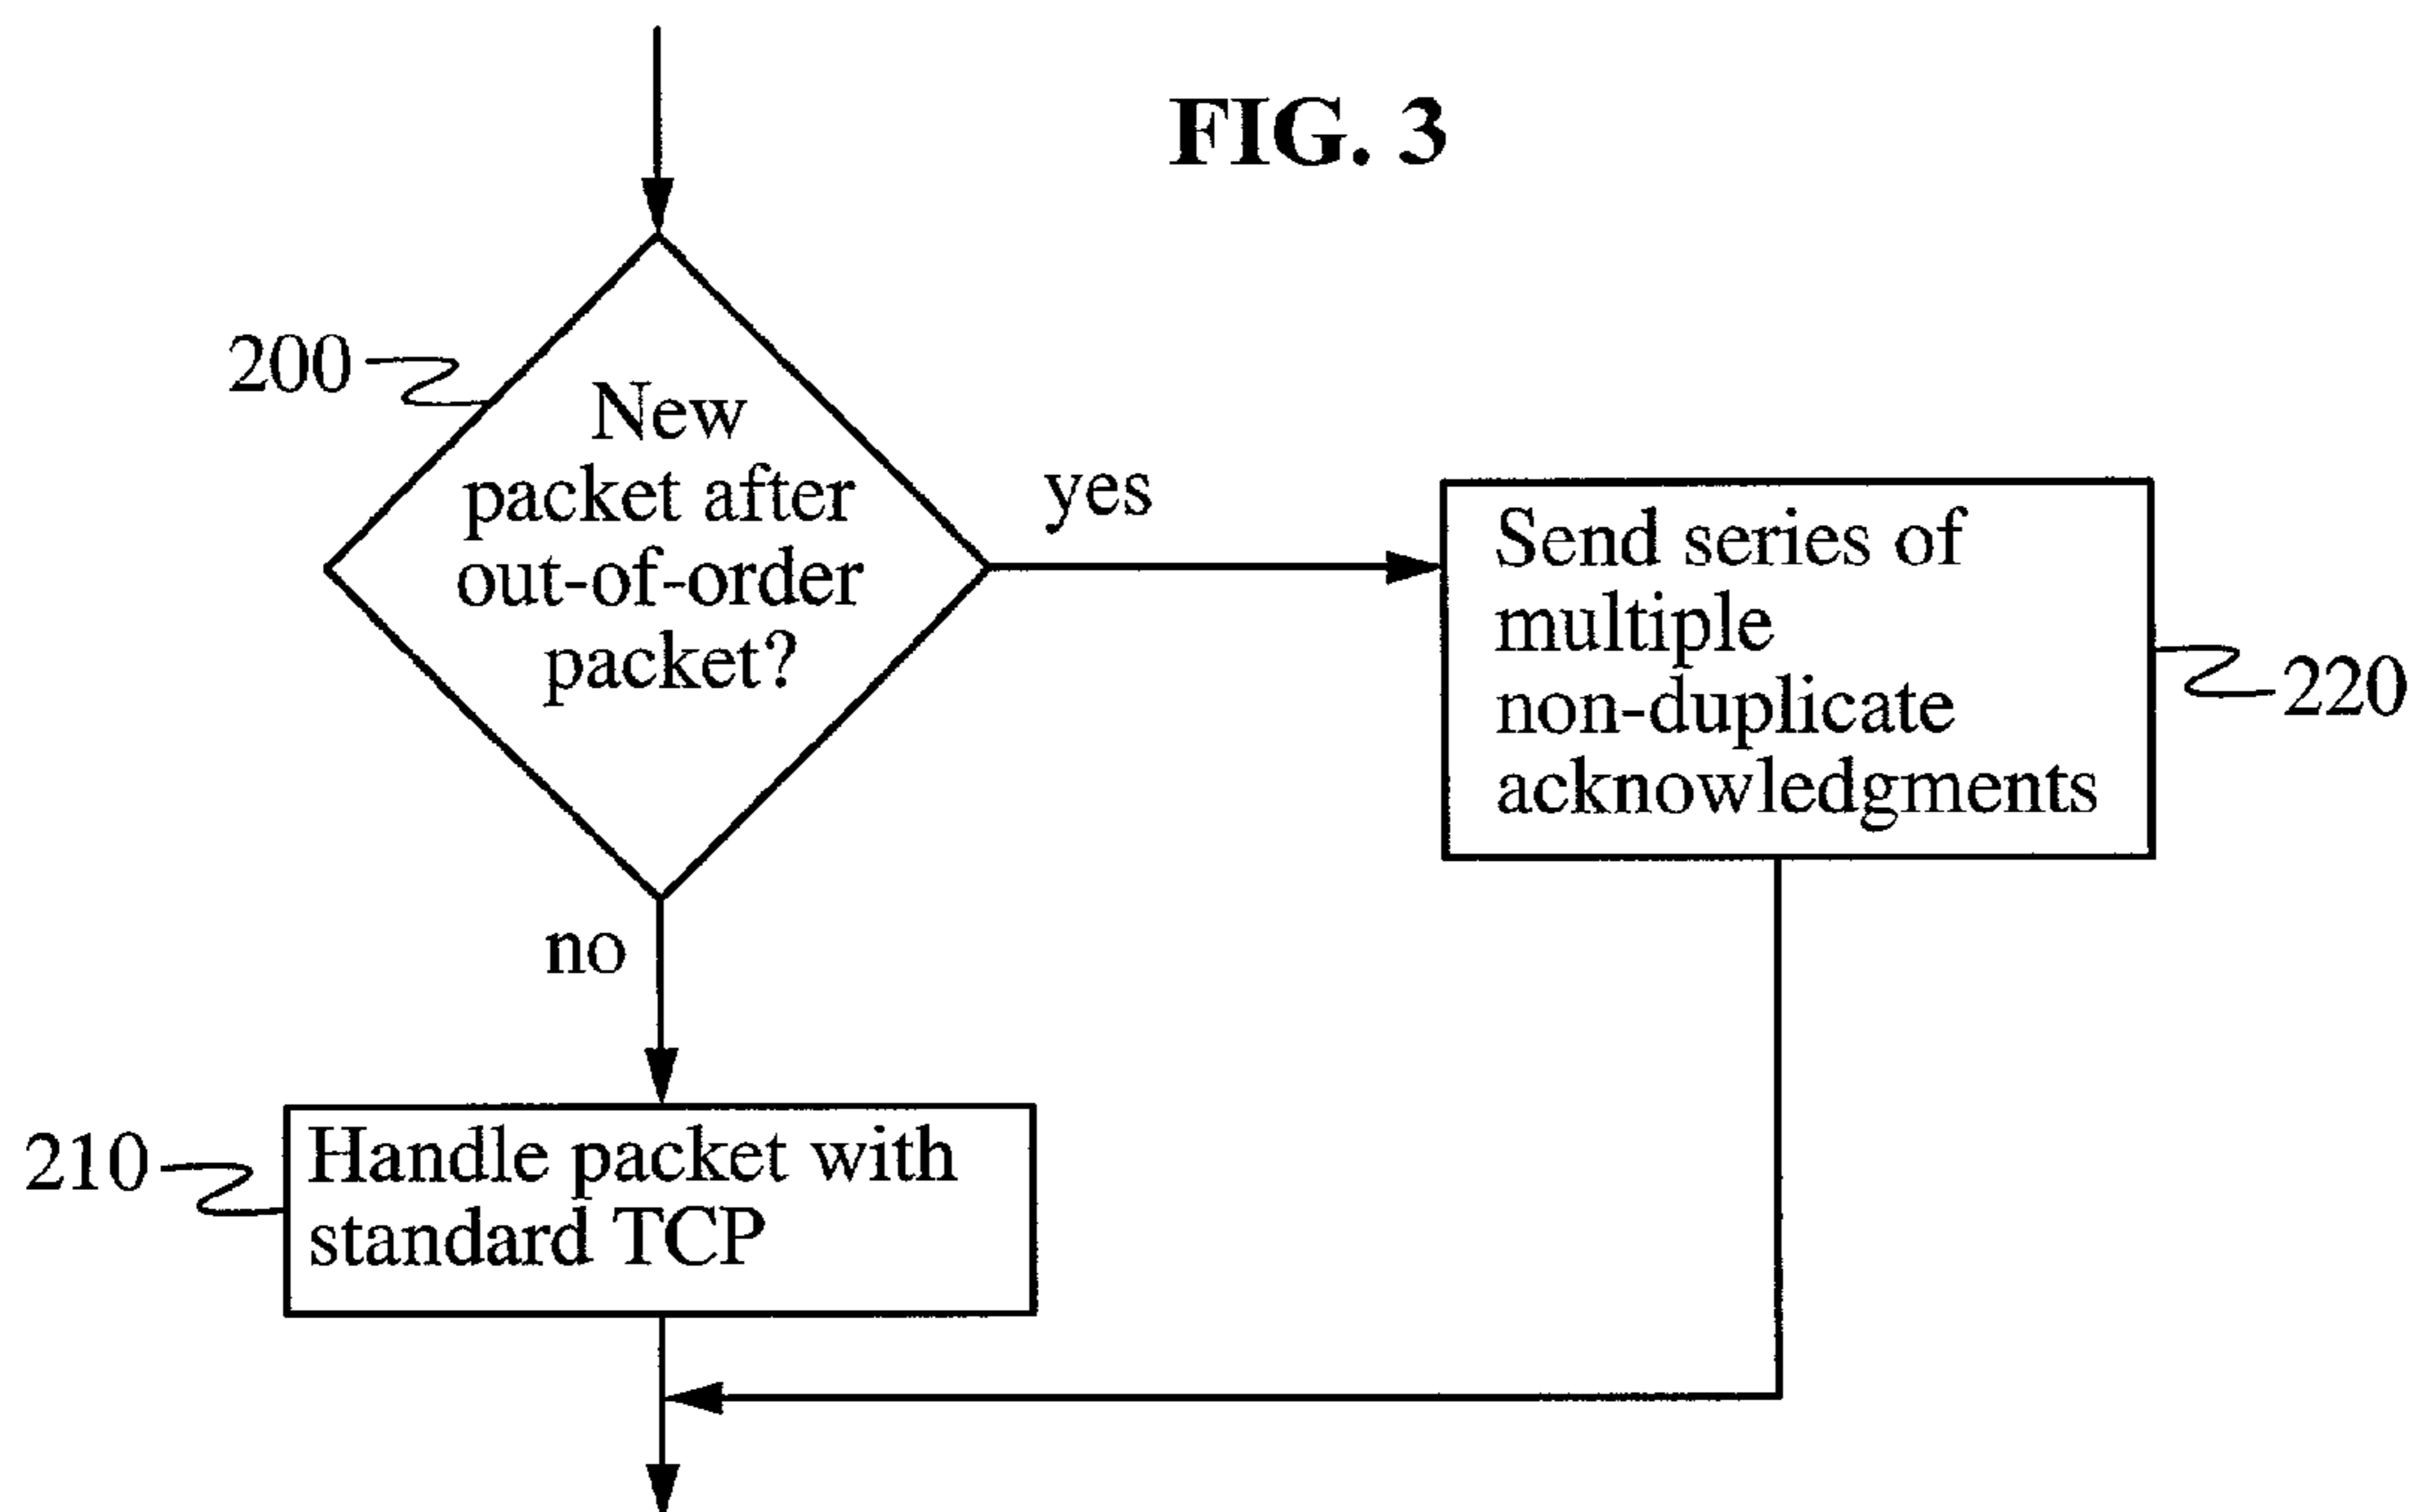 FIG. 3
200
New
packet after
out-of-order
packet?
yes
Send series of
multiple
non-duplicate
acknowledgments
220
no
210
Handle packet with
standard TCP